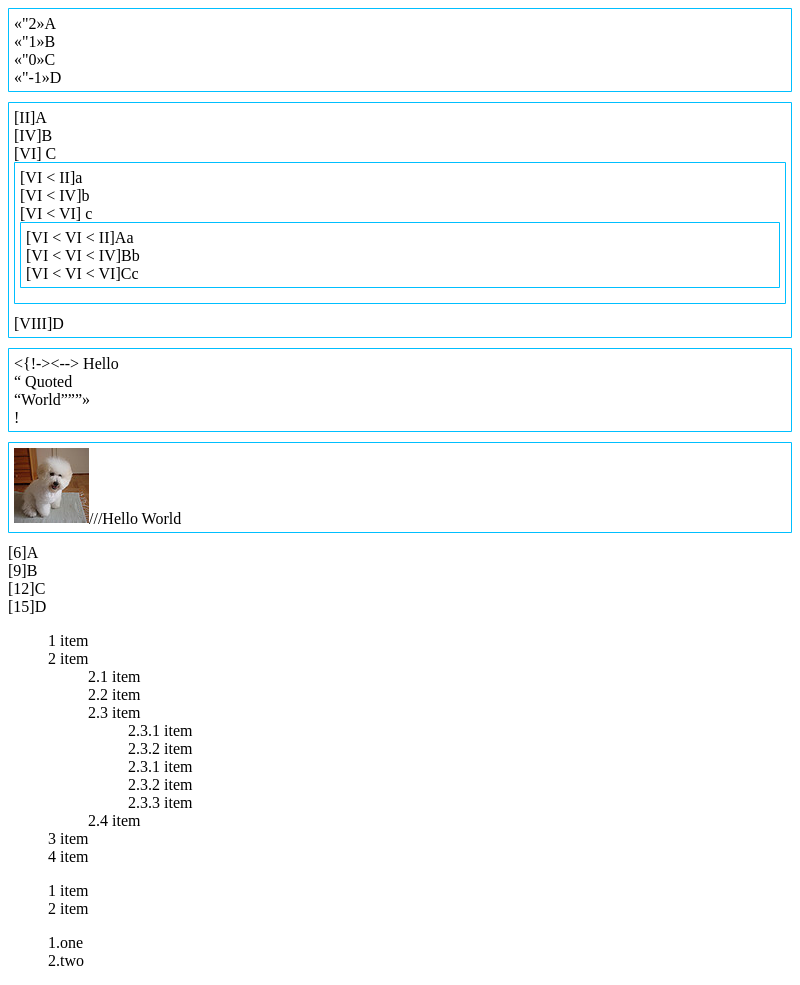 «"2»A
«"1»B
«"0»C
«"-1»D
[II]A
[IV]B
[VI] C
[VI < II]a
[VI < IV]b
[VI < VI] c
[VI < VI < II]Aa
[VI < VI < IV]Bb
[VI < VI < VI]Cc
[VIII]D
<{!-><--> Hello
“ Quoted
“World”””»
!
///Hello World
[6]A
[9]B
[12]C
[15]D
1 item
2 item
2.1 item
2.2 item
2.3 item
2.3.1 item
2.3.2 item
2.3.1 item
2.3.2 item
2.3.3 item
2.4 item
3 item
4 item
1 item
2 item
1.one
2.two